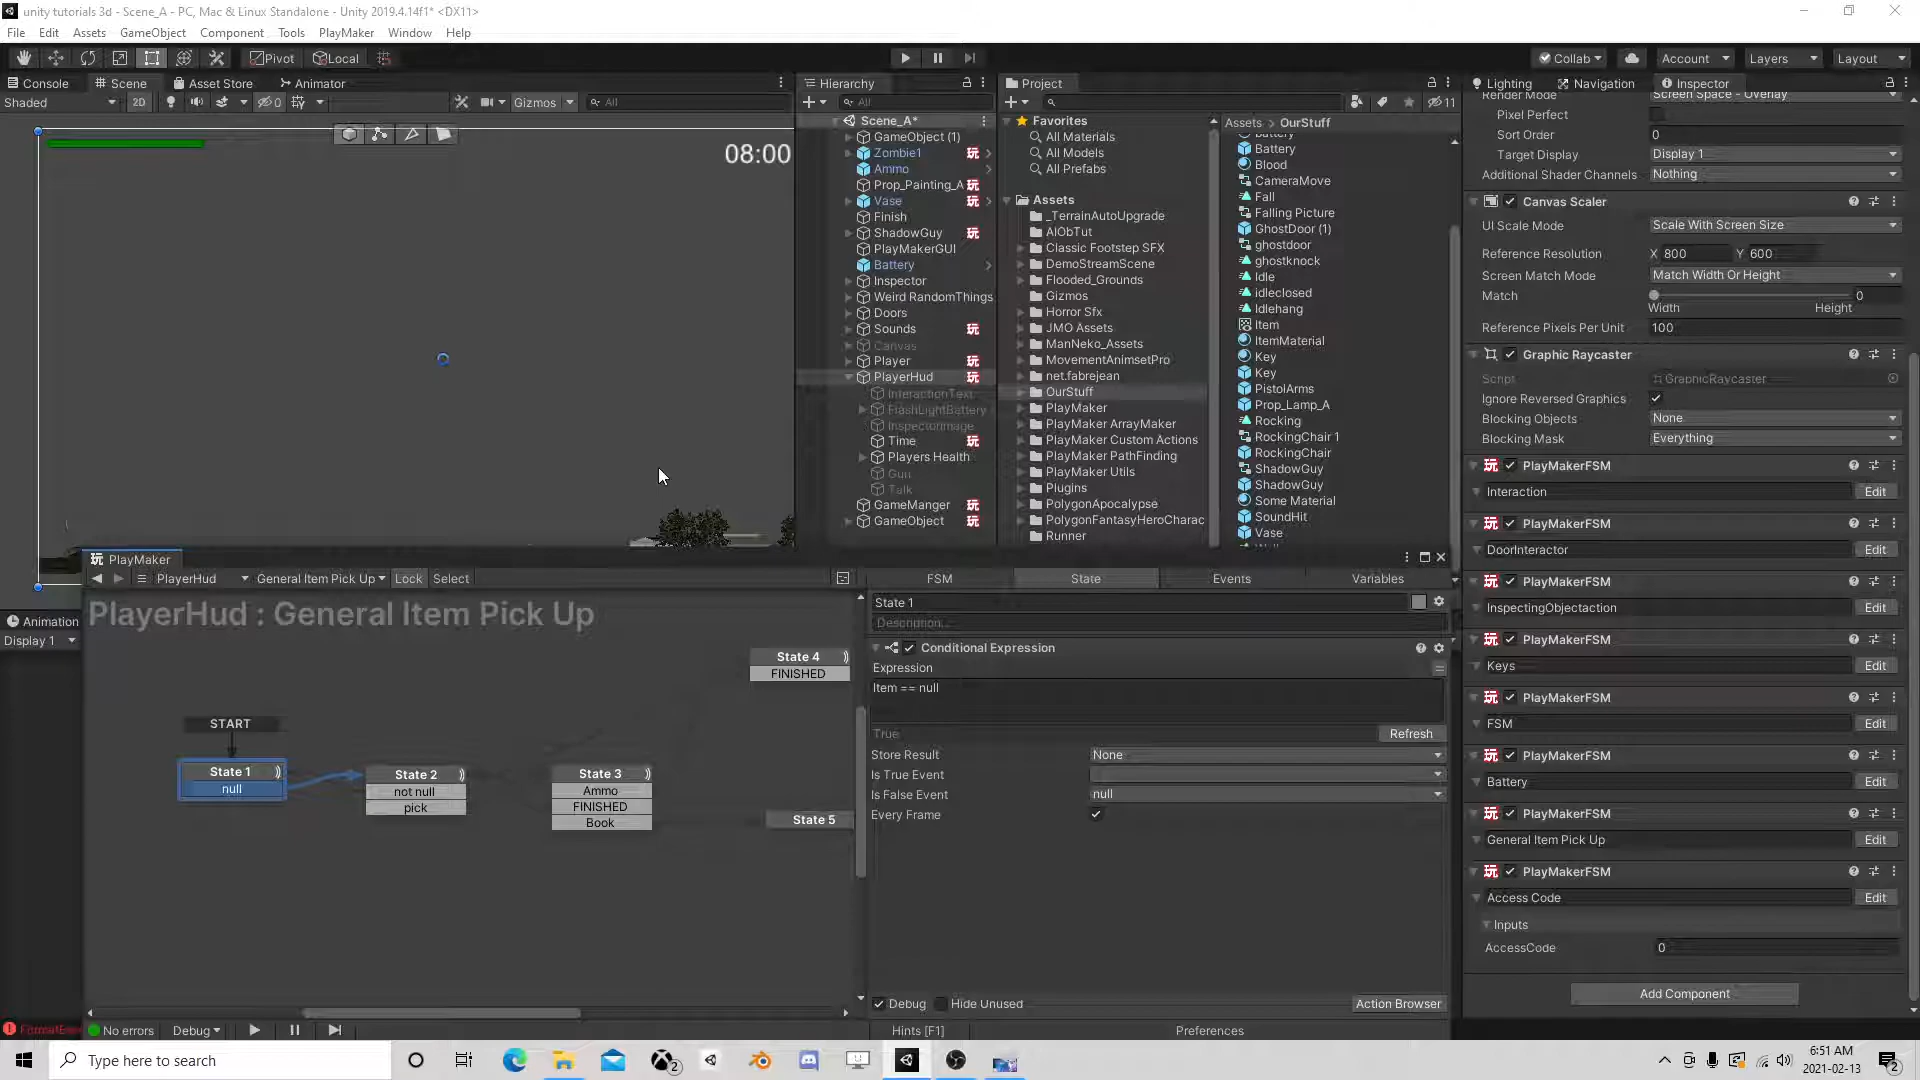 unity tutorials 3d - Scene_A - PC, Mac & Linux Standalone - Unity 2019.4.14f1* <DX11>
File Edit Assets GameObject Component Tools PlayMaker Window Help
Pivot Local Collab Account Layers Layout
Console Scene Asset Store Animator
Shaded 2D 0 Gizmos All
08:00
Hierarchy
All
Scene_A*
GameObject (1)
Zombie1
Ammo
Prop_Painting_A
Vase
Finish
ShadowGuy
PlayMakerGUI
Battery
Inspector
Weird RandomThings
Doors
Sounds
Canvas
Player
PlayerHud
InteractionText
FlashLightBattery
InspectorImage
Time
Players Health
Gun
Talk
GameManger
GameObject
Project
11
Favorites
All Materials
All Models
All Prefabs
Assets
_TerrainAutoUpgrade
AIObTut
Classic Footstep SFX
DemoStreamScene
Flooded_Grounds
Gizmos
Horror Sfx
JMO Assets
ManNeko_Assets
MovementAnimsetPro
net.fabrejean
OurStuff
PlayMaker
PlayMaker ArrayMaker
PlayMaker Custom Actions
PlayMaker PathFinding
PlayMaker Utils
Plugins
PolygonApocalypse
PolygonFantasyHeroCharac
Runner
Assets > OurStuff
Battery
Battery
Blood
CameraMove
Fall
Falling Picture
GhostDoor (1)
ghostdoor
ghostknock
Idle
idleclosed
Idlehang
Item
ItemMaterial
Key
Key
PistolArms
Prop_Lamp_A
Rocking
RockingChair 1
RockingChair
ShadowGuy
ShadowGuy
Some Material
SoundHit
Vase
Lighting Navigation Inspector
Render Mode Screen Space - Overlay
Pixel Perfect
Sort Order 0
Target Display Display 1
Additional Shader Channels Nothing
Canvas Scaler
UI Scale Mode Scale With Screen Size
Reference Resolution X 800 Y 600
Screen Match Mode Match Width Or Height
Match 0
Width Height
Reference Pixels Per Unit 100
Graphic Raycaster
Script GraphicRaycaster
Ignore Reversed Graphics
Blocking Objects None
Blocking Mask Everything
PlayMakerFSM
Interaction Edit
PlayMakerFSM
DoorInteractor Edit
PlayMakerFSM
InspectingObjectaction Edit
PlayMakerFSM
Keys Edit
PlayMakerFSM
FSM Edit
PlayMakerFSM
Battery Edit
PlayMakerFSM
General Item Pick Up Edit
PlayMakerFSM
Access Code Edit
Inputs
AccessCode 0
Add Component
Animation
Display 1
PlayMaker
PlayerHud General Item Pick Up Lock Select
PlayerHud : General Item Pick Up
START
State 1
null
State 2
not null
pick
State 3
Ammo
FINISHED
Book
State 4
FINISHED
State 5
FSM State Events Variables
State 1
Description...
Conditional Expression
Expression
Item == null
True Refresh
Store Result None
Is True Event
Is False Event null
Every Frame
Debug Hide Unused Action Browser
No errors Debug Hints [F1] Preferences
Type here to search
2
6:51 AM
2021-02-13
2